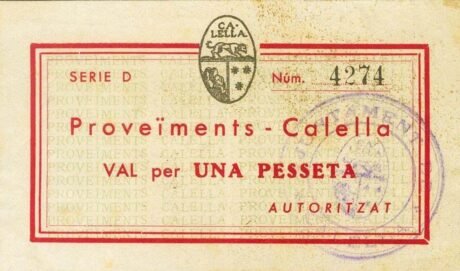 CA-
LELLA
SERIE D
Núm. 4274
Proveïments - Calella
VAL per UNA PESSETA
AUTORITZAT